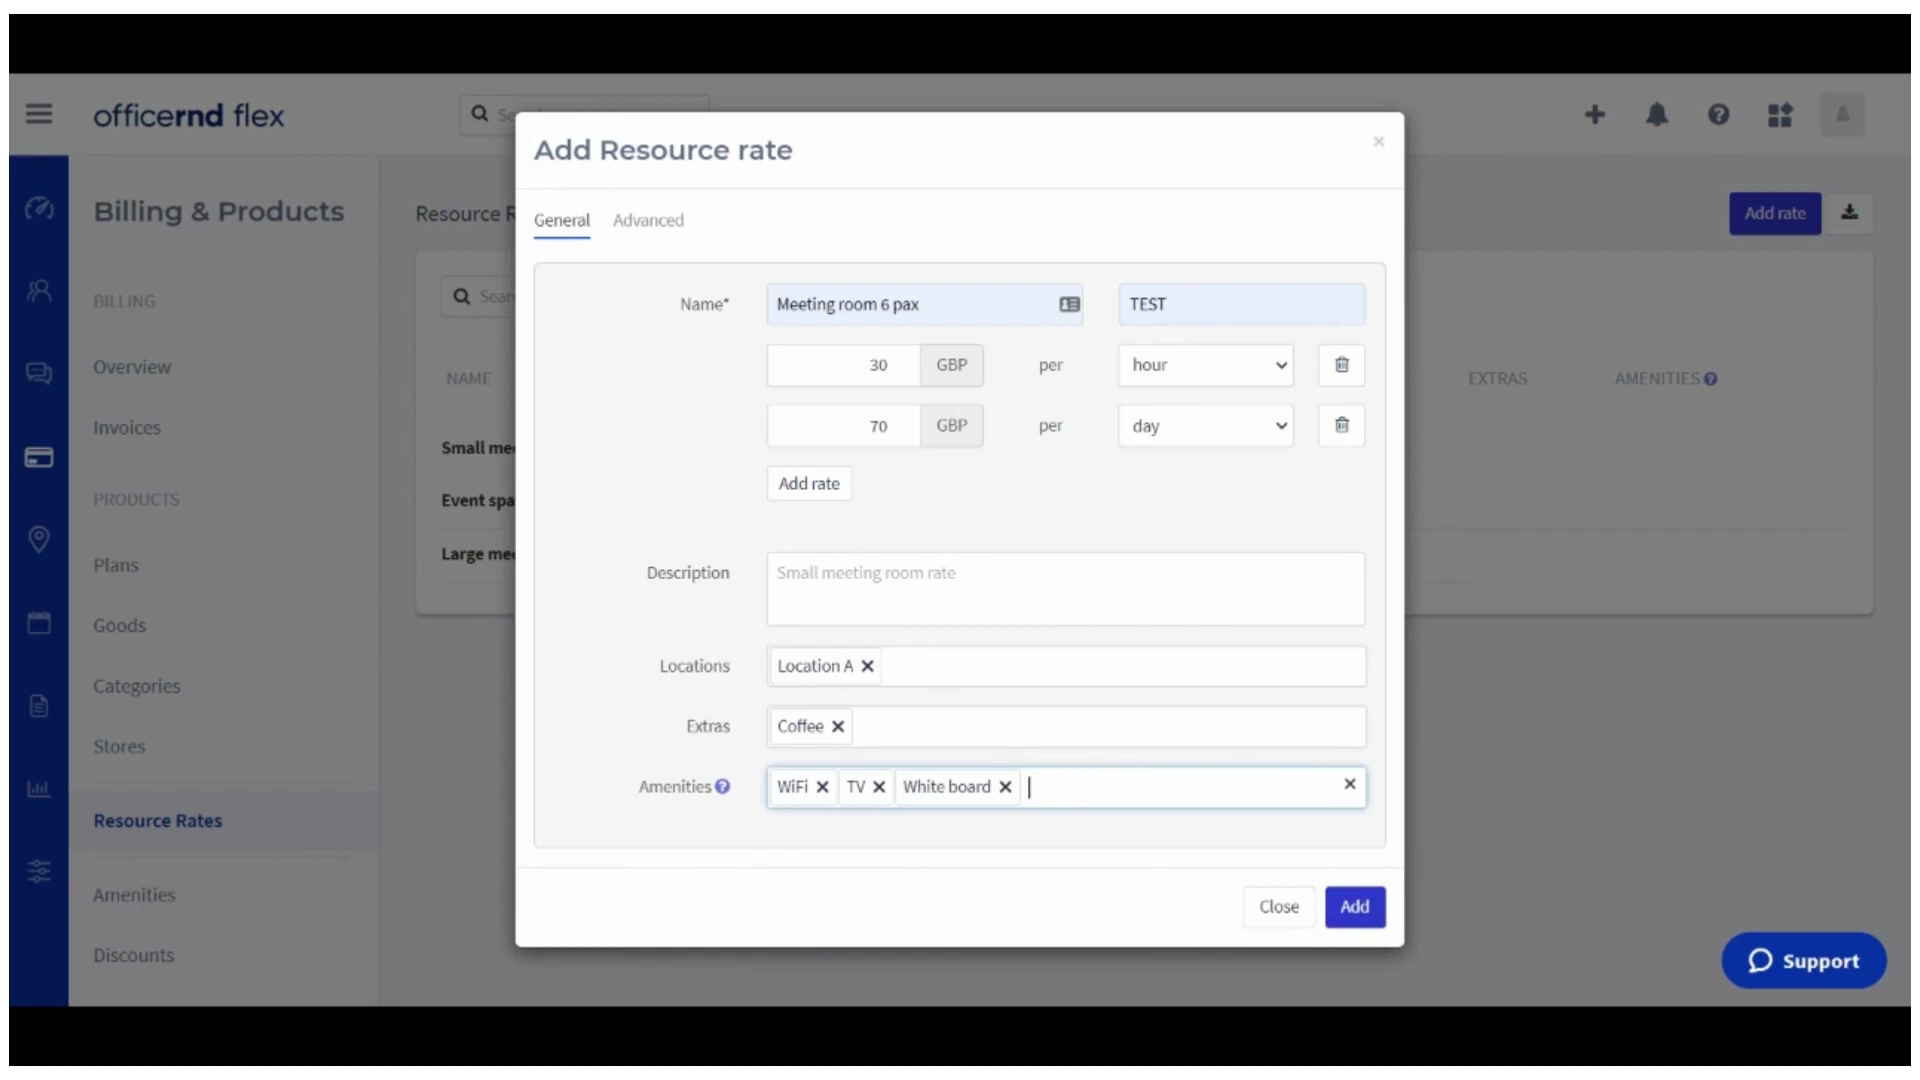 officernd flex
Add Resource rate
×
Billing & Products
Resource R
Add rate
General Advanced
BILLING
Sear
Name* Meeting room 6 pax TEST
Overview
30 GBP per hour
NAME
EXTRAS AMENITIES ?
Invoices
70 GBP per day
Small mee
Add rate
PRODUCTS
Event spa
Large mee
Plans
Description Small meeting room rate
Goods
Locations Location A ✕
Categories
Extras Coffee ✕
Stores
Amenities ? WiFi ✕ TV ✕ White board ✕ ✕
Resource Rates
Amenities
Close Add
Discounts
Support